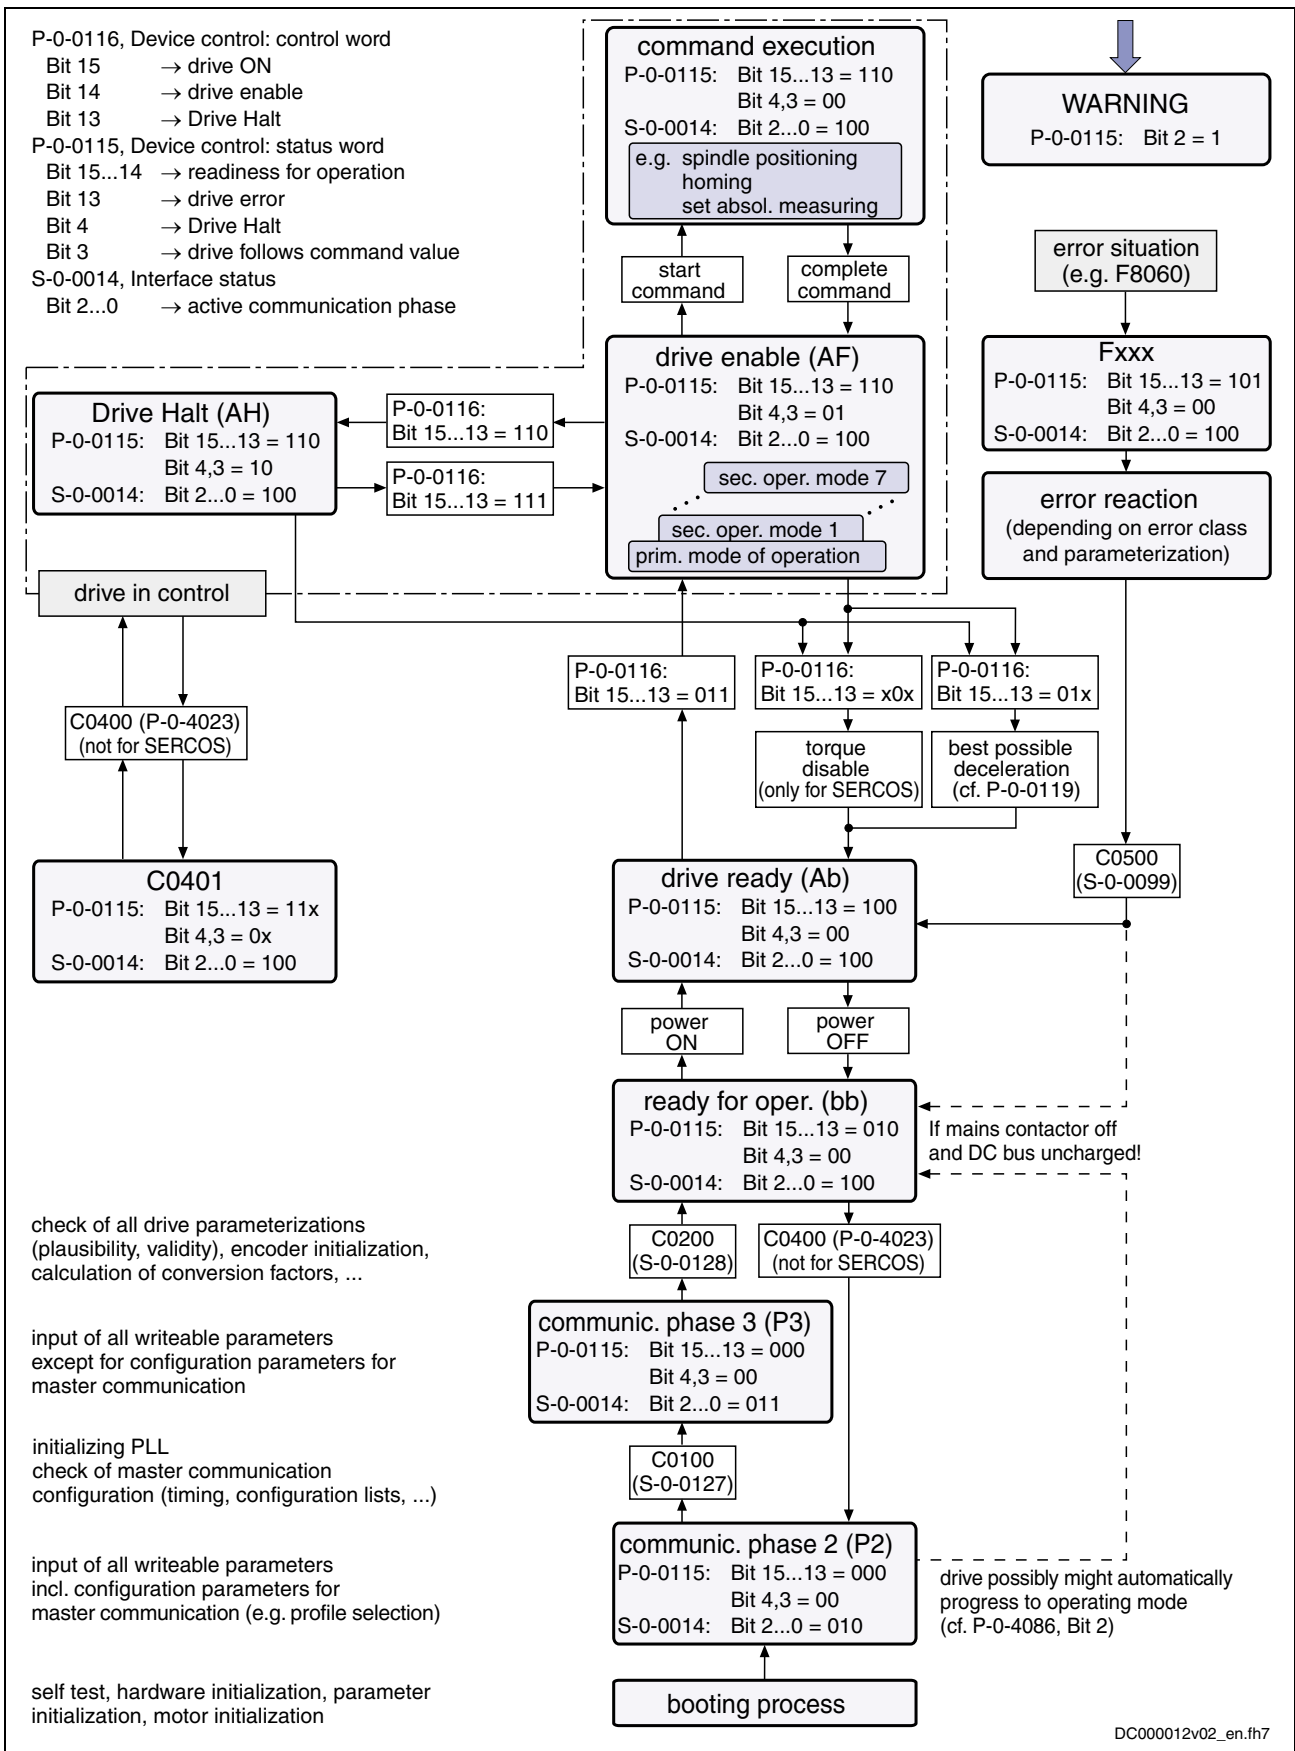 P-0-0116, Device control: control word
Bit 15 → drive ON
Bit 14 → drive enable
Bit 13 → Drive Halt
P-0-0115, Device control: status word
Bit 15...14 → readiness for operation
Bit 13 → drive error
Bit 4 → Drive Halt
Bit 3 → drive follows command value
S-0-0014, Interface status
Bit 2...0 → active communication phase
command execution
P-0-0115: Bit 15...13 = 110
Bit 4,3 = 00
S-0-0014: Bit 2...0 = 100
e.g. spindle positioning
homing
set absol. measuring
WARNING
P-0-0115: Bit 2 = 1
start
command
complete
command
error situation
(e.g. F8060)
drive enable (AF)
P-0-0115: Bit 15...13 = 110
Bit 4,3 = 01
S-0-0014: Bit 2...0 = 100
sec. oper. mode 7
sec. oper. mode 1
prim. mode of operation
Fxxx
P-0-0115: Bit 15...13 = 101
Bit 4,3 = 00
S-0-0014: Bit 2...0 = 100
Drive Halt (AH)
P-0-0115: Bit 15...13 = 110
Bit 4,3 = 10
S-0-0014: Bit 2...0 = 100
P-0-0116:
Bit 15...13 = 110
P-0-0116:
Bit 15...13 = 111
error reaction
(depending on error class
and parameterization)
drive in control
P-0-0116:
Bit 15...13 = 011
P-0-0116:
Bit 15...13 = x0x
P-0-0116:
Bit 15...13 = 01x
C0400 (P-0-4023)
(not for SERCOS)
torque
disable
(only for SERCOS)
best possible
deceleration
(cf. P-0-0119)
C0500
(S-0-0099)
C0401
P-0-0115: Bit 15...13 = 11x
Bit 4,3 = 0x
S-0-0014: Bit 2...0 = 100
drive ready (Ab)
P-0-0115: Bit 15...13 = 100
Bit 4,3 = 00
S-0-0014: Bit 2...0 = 100
power
ON
power
OFF
ready for oper. (bb)
P-0-0115: Bit 15...13 = 010
Bit 4,3 = 00
S-0-0014: Bit 2...0 = 100
If mains contactor off
and DC bus uncharged!
check of all drive parameterizations
(plausibility, validity), encoder initialization,
calculation of conversion factors, ...
C0200
(S-0-0128)
C0400 (P-0-4023)
(not for SERCOS)
communic. phase 3 (P3)
P-0-0115: Bit 15...13 = 000
Bit 4,3 = 00
S-0-0014: Bit 2...0 = 011
input of all writeable parameters
except for configuration parameters for
master communication
initializing PLL
check of master communication
configuration (timing, configuration lists, ...)
C0100
(S-0-0127)
communic. phase 2 (P2)
P-0-0115: Bit 15...13 = 000
Bit 4,3 = 00
S-0-0014: Bit 2...0 = 010
input of all writeable parameters
incl. configuration parameters for
master communication (e.g. profile selection)
drive possibly might automatically
progress to operating mode
(cf. P-0-4086, Bit 2)
self test, hardware initialization, parameter
initialization, motor initialization
booting process
DC000012v02_en.fh7